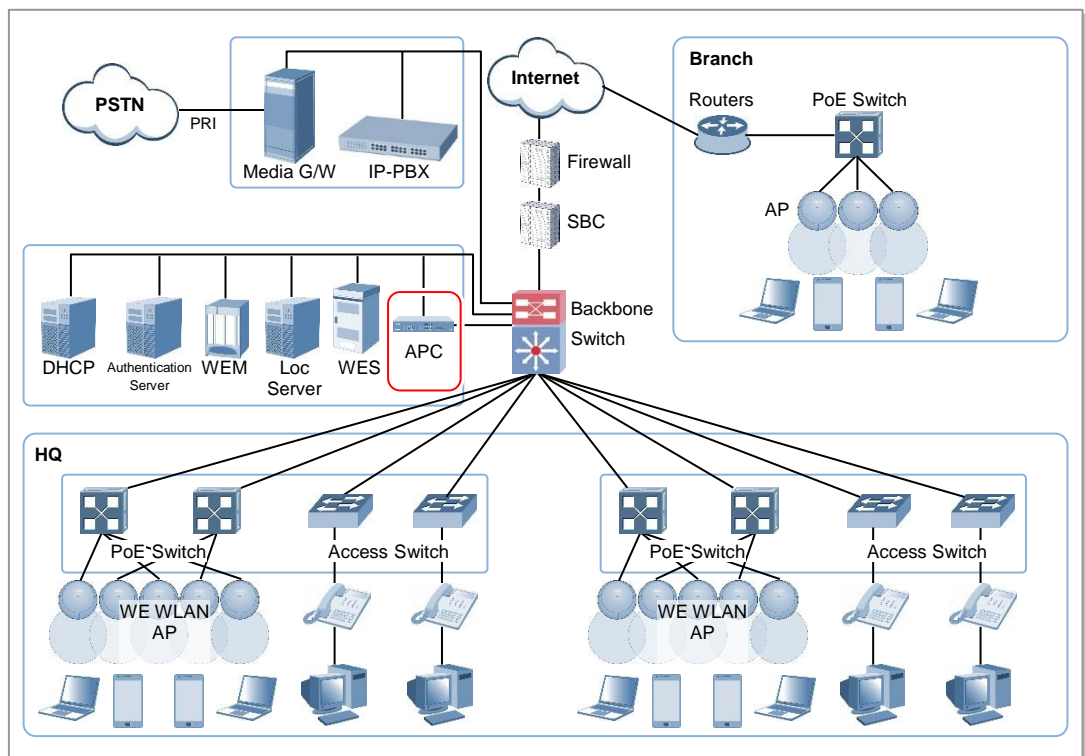 Branch
Internet
PSTN
Routers
PoE Switch
PRI
Media G/W
IP-PBX
Firewall
AP
SBC
Backbone
Switch
DHCP
Authentication
Server
WEM
Loc
Server
WES
APC
HQ
PoE Switch
Access Switch
PoE Switch
Access Switch
WE WLAN
AP
WE WLAN
AP